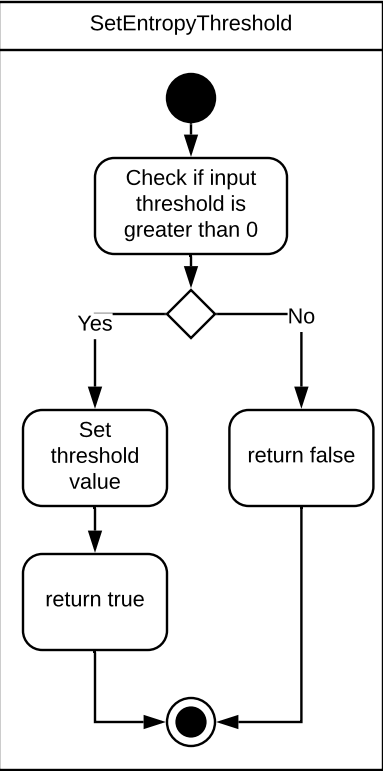 SetEntropyThreshold
Check if input
threshold is
greater than 0
Yes
No
Set
threshold
value
return false
return true